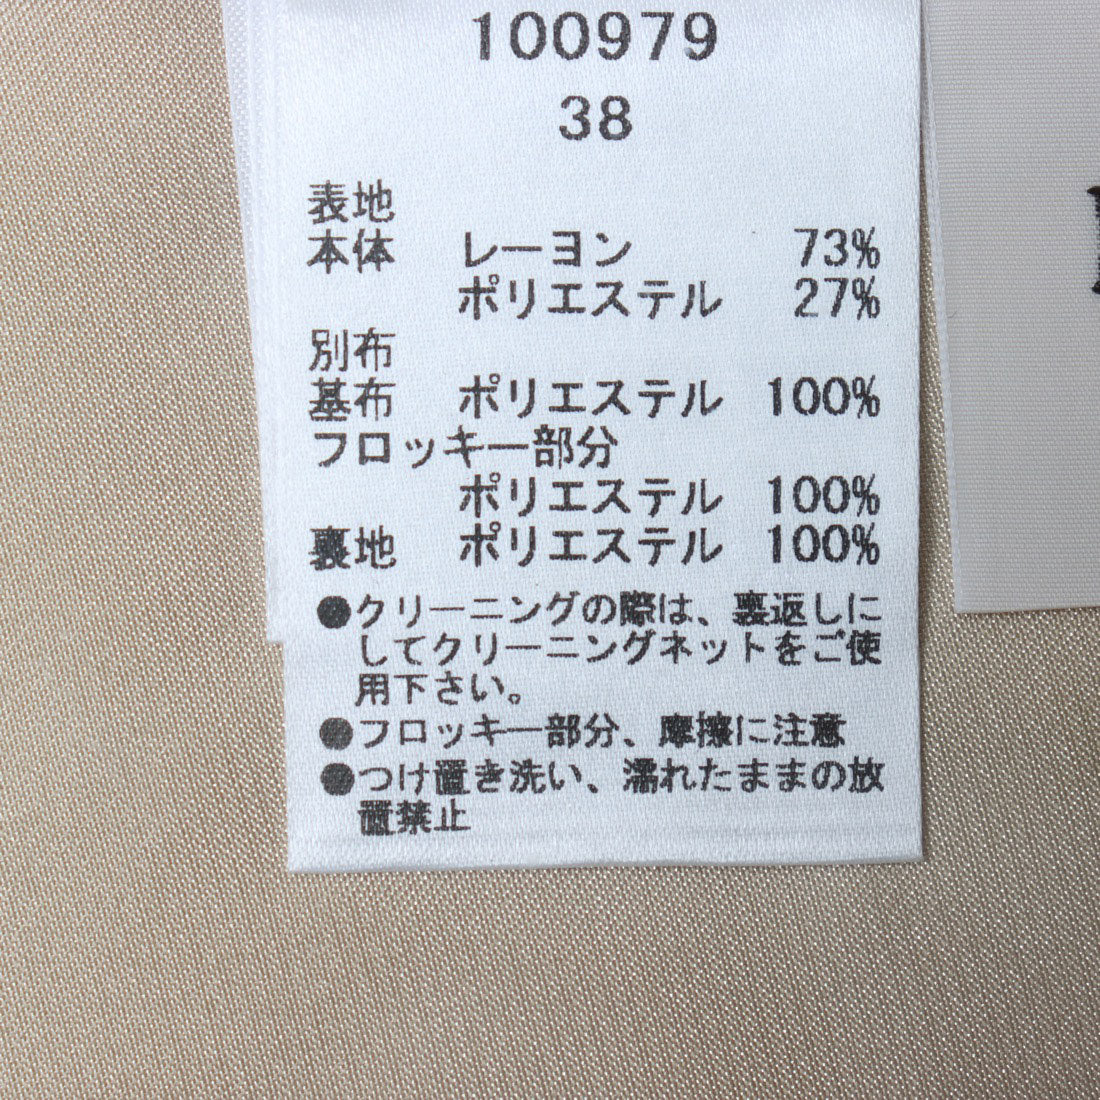 100979
38
表地
本体 レーヨン 73%
ポリエステル 27%
別布
基布 ポリエステル 100%
フロッキー部分
ポリエステル 100%
裏地 ポリエステル 100%
●クリーニングの際は、裏返しに
してクリーニングネットをご使
用下さい。
●フロッキー部分、摩擦に注意
●つけ置き洗い、濡れたままの放
置禁止